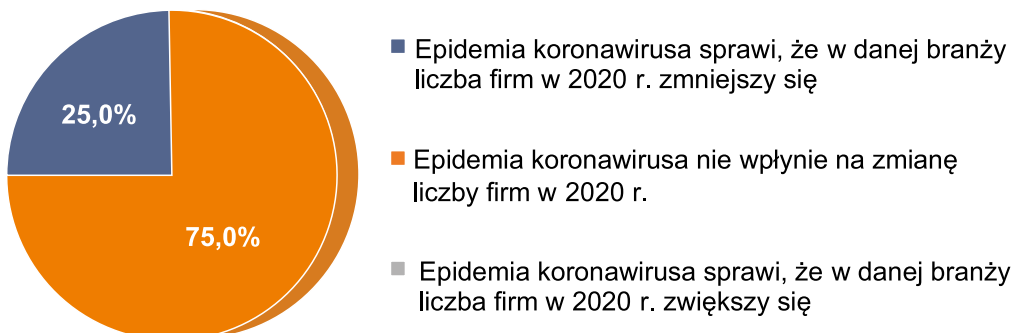 25,0%
75,0%
Epidemia koronawirusa sprawi, że w danej branży
liczba firm w 2020 r. zmniejszy się
Epidemia koronawirusa nie wpłynie na zmianę
liczby firm w 2020 r.
Epidemia koronawirusa sprawi, że w danej branży
liczba firm w 2020 r. zwiększy się